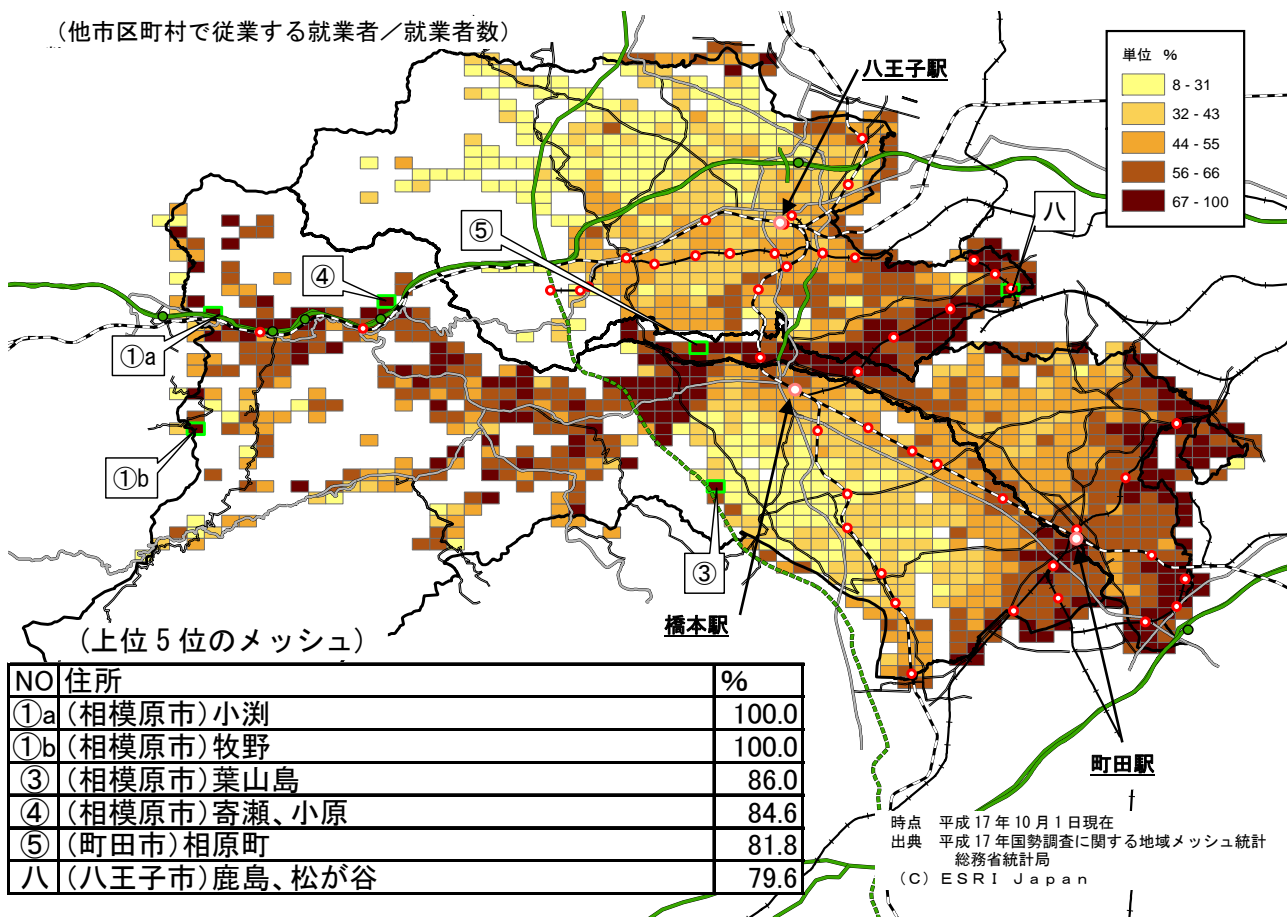 (他市区町村で従業する就業者／就業者数)
単位 %
8 - 31
32 - 43
44 - 55
56 - 66
67 - 100
八王子駅
八
⑤
④
①a
①b
③
橋本駅
町田駅
(上位 5 位のメッシュ)
NO 住所 %
①a (相模原市)小渕 100.0
①b (相模原市)牧野 100.0
③ (相模原市)葉山島 86.0
④ (相模原市)寄瀬、小原 84.6
⑤ (町田市)相原町 81.8
八 (八王子市)鹿島、松が谷 79.6
時点 平成 17 年 10 月 1 日現在
出典 平成 17 年国勢調査に関する地域メッシュ統計
総務省統計局
(C) ESRI Japan